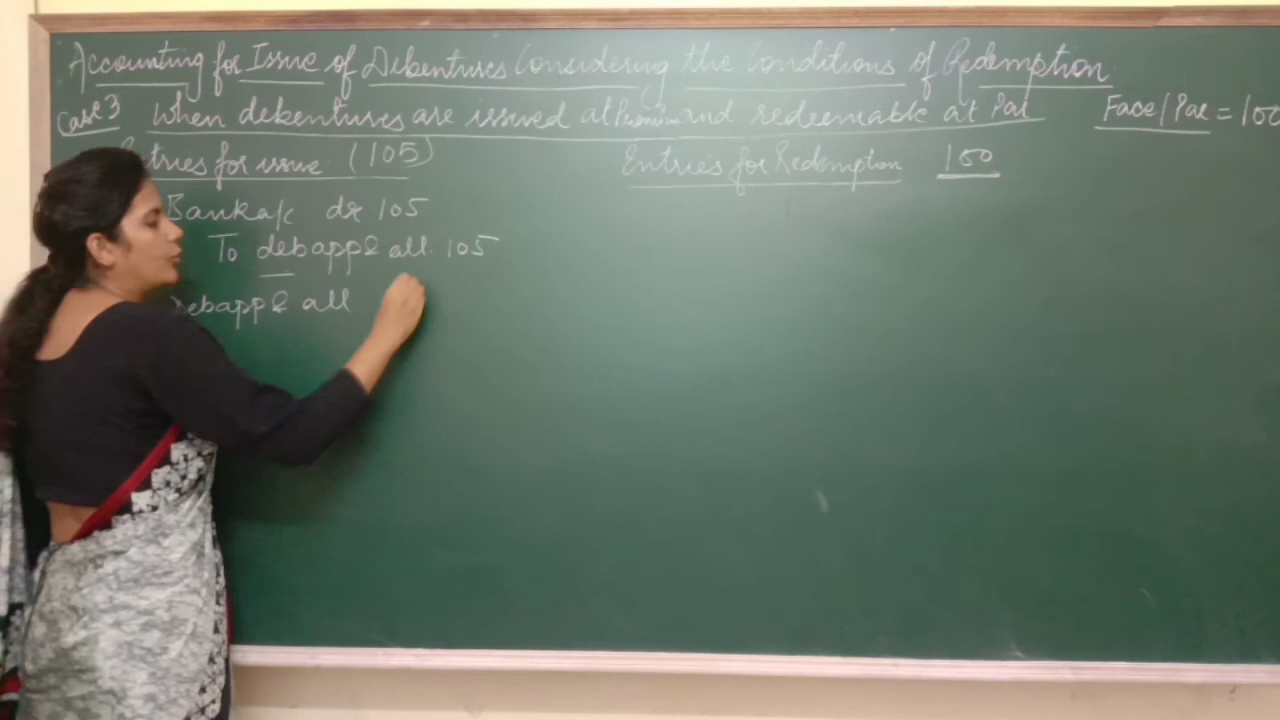 Accounting for Issue of Debentures Considering the Conditions of Redemption
Case 3 When debentures are issued at Premium and redeemable at Par
Face/Par = 100
Entries for issue (105)
Entries for Redemption 100
Bank a/c dr 105
To deb app & all. 105
Deb app & all